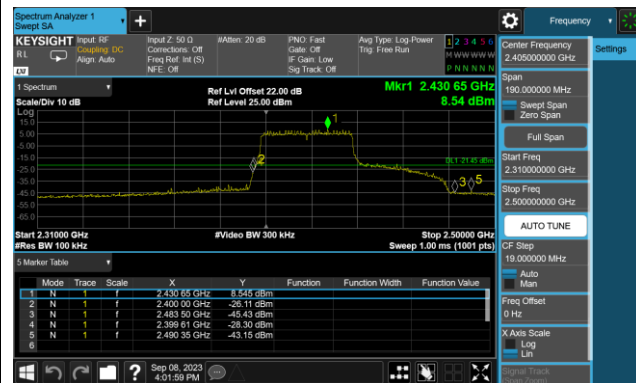 Spectrum Analyzer 1
Swept SA
Frequency
KEYSIGHT
RL
LXI
Input: RF
Coupling: DC
Align: Auto
Input Z: 50 Ω
Corrections: Off
Freq Ref: Int (S)
NFE: Off
#Atten: 20 dB
PNO: Fast
Gate: Off
IF Gain: Low
Sig Track: Off
Avg Type: Log-Power
Trig: Free Run
1 2 3 4 5 6
M W W W W W
P N N N N N
1 Spectrum
Scale/Div 10 dB
Ref Lvl Offset 22.00 dB
Ref Level 25.00 dBm
Mkr1 2.430 65 GHz
8.54 dBm
Log
15.0
5.00
-5.00
-15.0
-25.0
-35.0
-45.0
-55.0
-65.0
1
2
3
5
DL1 -21.45 dBm
Start 2.31000 GHz
#Video BW 300 kHz
Stop 2.50000 GHz
#Res BW 100 kHz
Sweep 1.00 ms (1001 pts)
5 Marker Table
Mode Trace Scale X Y Function Function Width Function Value
1 N 1 f 2.430 65 GHz 8.545 dBm
2 N 1 f 2.400 00 GHz -26.11 dBm
3 N 1 f 2.483 50 GHz -45.43 dBm
4 N 1 f 2.399 61 GHz -28.30 dBm
5 N 1 f 2.490 35 GHz -43.15 dBm
6
Sep 08, 2023
4:01:59 PM
Center Frequency
2.405000000 GHz
Settings
Span
190.000000 MHz
Swept Span
Zero Span
Full Span
Start Freq
2.310000000 GHz
Stop Freq
2.500000000 GHz
AUTO TUNE
CF Step
19.000000 MHz
Auto
Man
Freq Offset
0 Hz
X Axis Scale
Log
Lin
Signal Track
(Span Zoom)